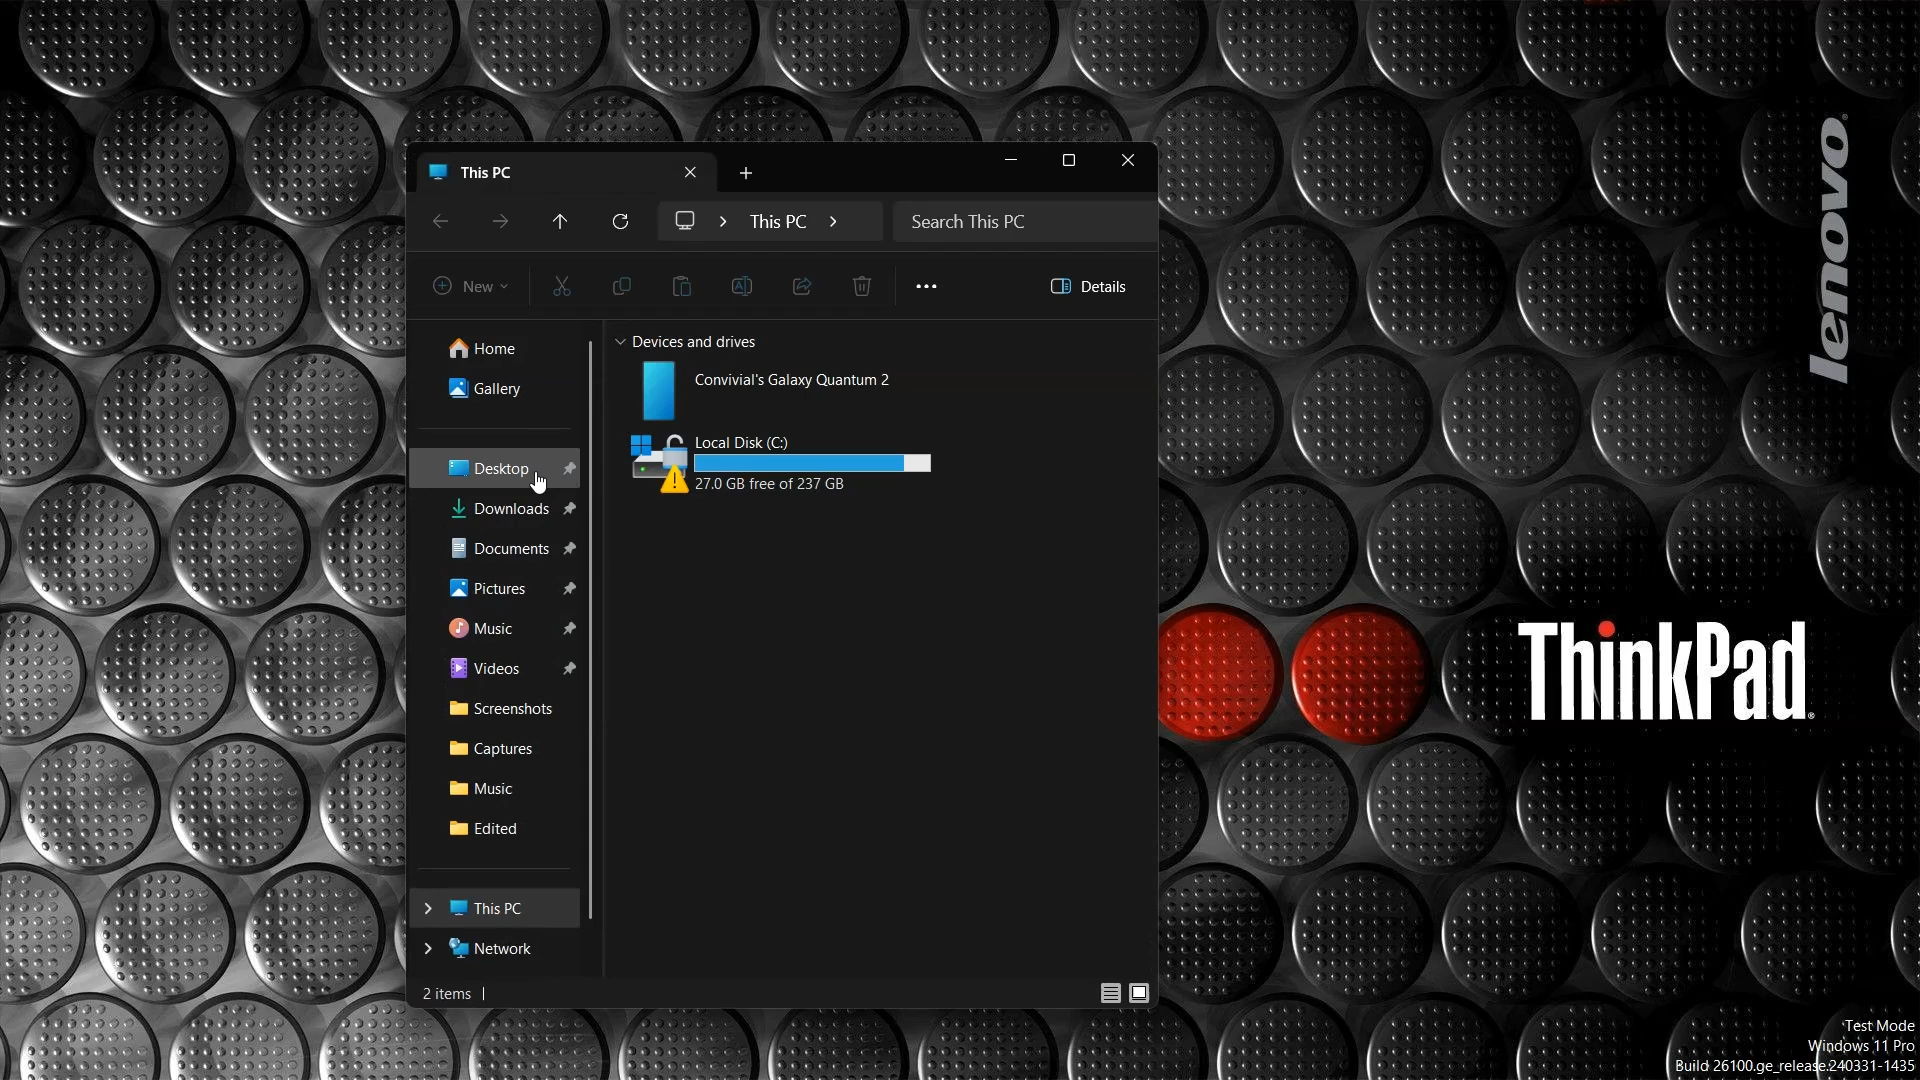 This PC
This PC
Search This PC
New
Details
Home
Gallery
Desktop
Downloads
Documents
Pictures
Music
Videos
Screenshots
Captures
Music
Edited
This PC
Network
Devices and drives
Convivial's Galaxy Quantum 2
Local Disk (C:)
27.0 GB free of 237 GB
2 items
lenovo
ThinkPad
Test Mode
Windows 11 Pro
Build 26100.ge_release.240331-1435